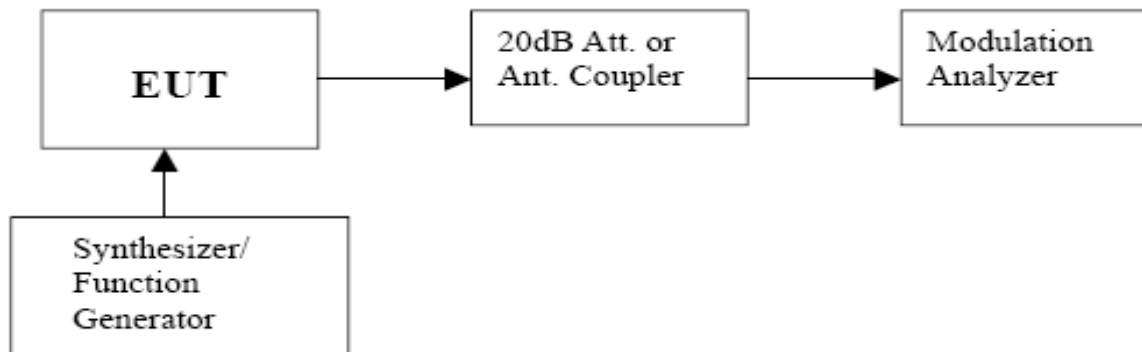 EUT
20dB Att. or
Ant. Coupler
Modulation
Analyzer
Synthesizer/
Function
Generator